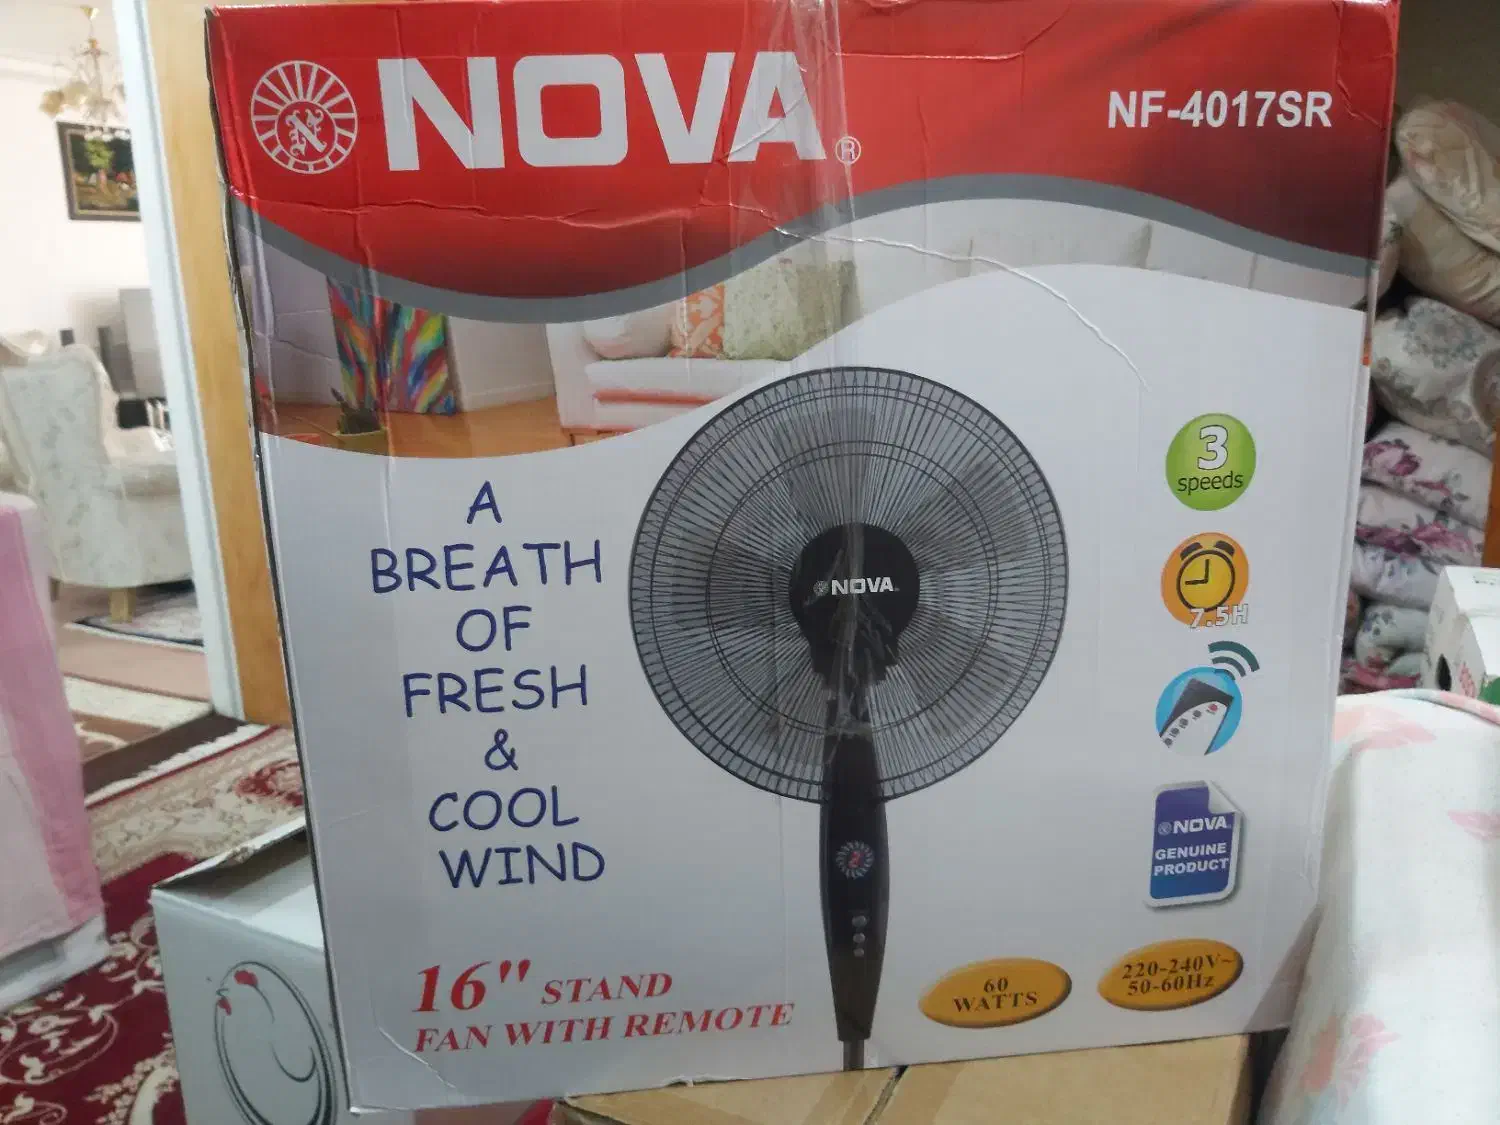 NOVA®
NF-4017SR
A
BREATH
OF
FRESH
&
COOL
WIND
NOVA
3
speeds
7.5H
NOVA
GENUINE
PRODUCT
16" STAND
FAN WITH REMOTE
60
WATTS
220-240V~
50-60Hz